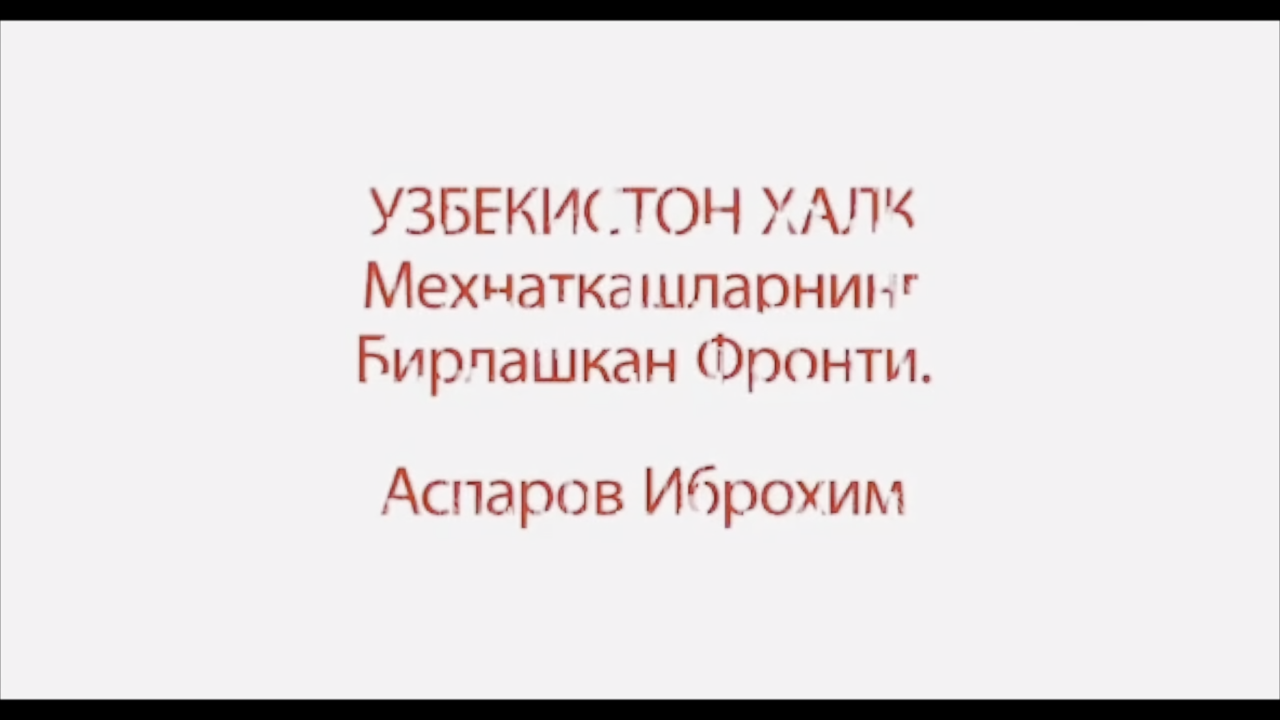 УЗБЕКИСТОН ХАЛК
Мехнаткашларнинг
Бирлашкан Фронти.
Аспаров Иброхим